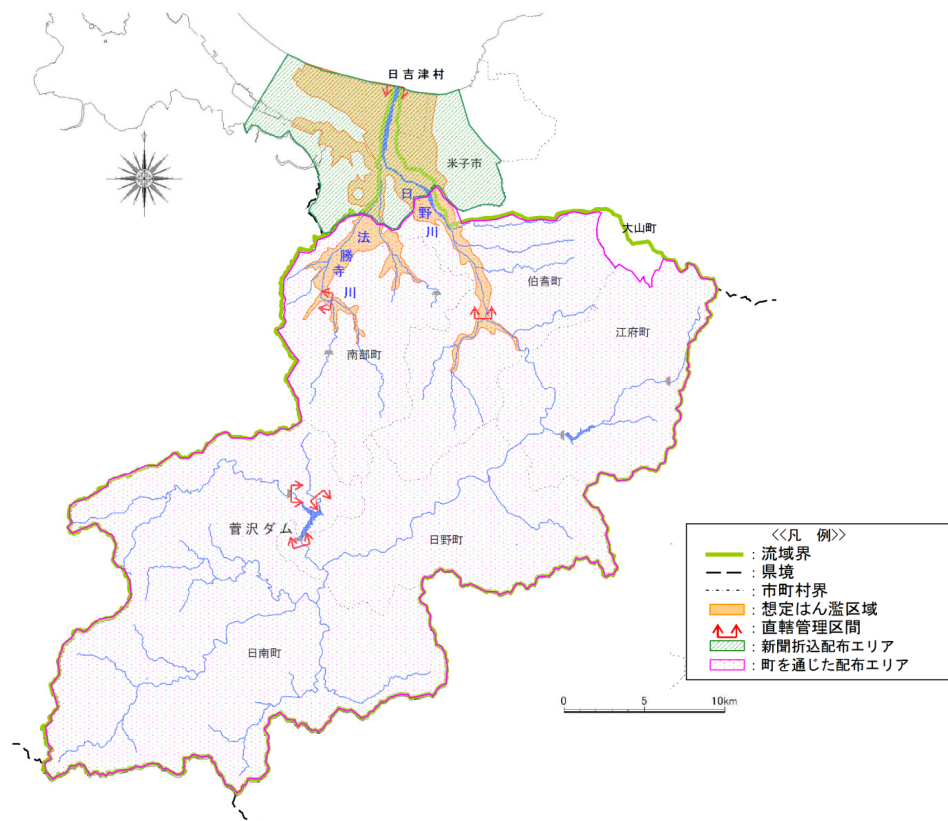 日吉津村
米子市
日野川
大山町
法勝寺川
伯耆町
江府町
南部町
菅沢ダム
日野町
日南町
<<凡 例>>
: 流域界
: 県境
: 市町村界
: 想定はん濫区域
: 直轄管理区間
: 新聞折込配布エリア
: 町を通じた配布エリア
0 5 10km